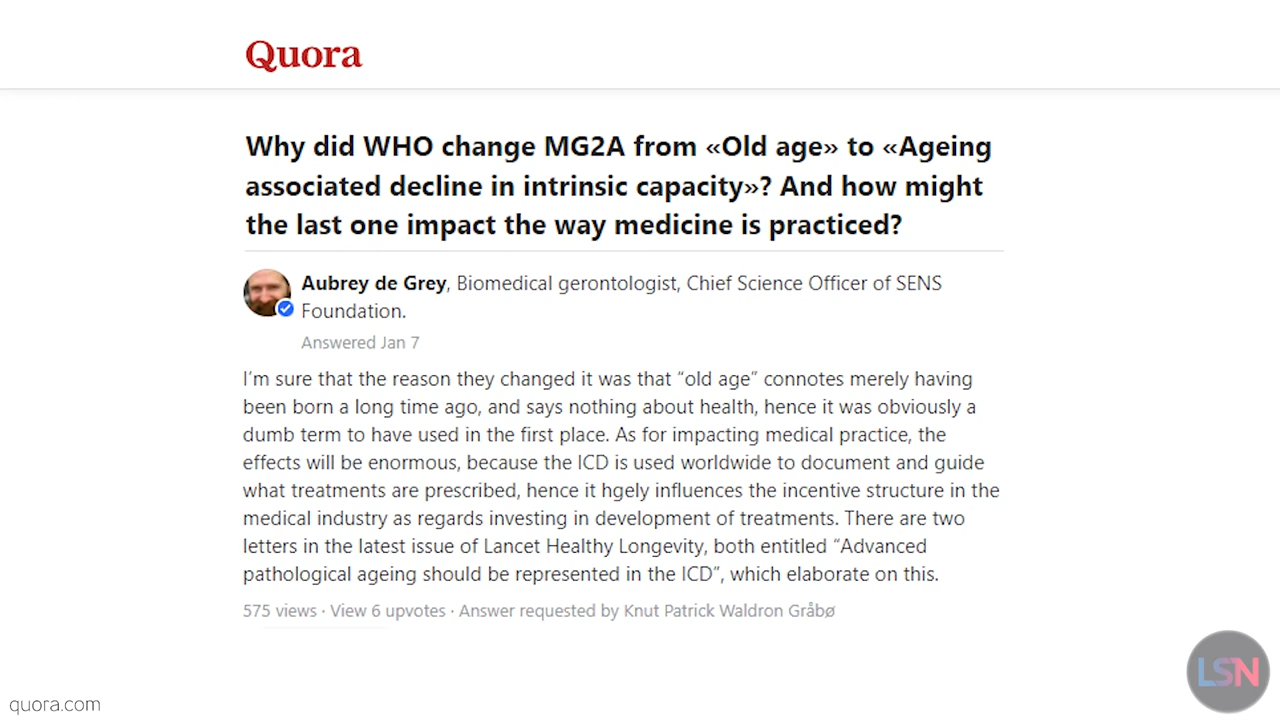 Quora
Why did WHO change MG2A from «Old age» to «Ageing
associated decline in intrinsic capacity»? And how might
the last one impact the way medicine is practiced?
Aubrey de Grey, Biomedical gerontologist, Chief Science Officer of SENS
Foundation.
Answered Jan 7
I’m sure that the reason they changed it was that “old age” connotes merely having
been born a long time ago, and says nothing about health, hence it was obviously a
dumb term to have used in the first place. As for impacting medical practice, the
effects will be enormous, because the ICD is used worldwide to document and guide
what treatments are prescribed, hence it hgely influences the incentive structure in the
medical industry as regards investing in development of treatments. There are two
letters in the latest issue of Lancet Healthy Longevity, both entitled “Advanced
pathological ageing should be represented in the ICD”, which elaborate on this.
575 views · View 6 upvotes · Answer requested by Knut Patrick Waldron Gråbø
LSN
quora.com